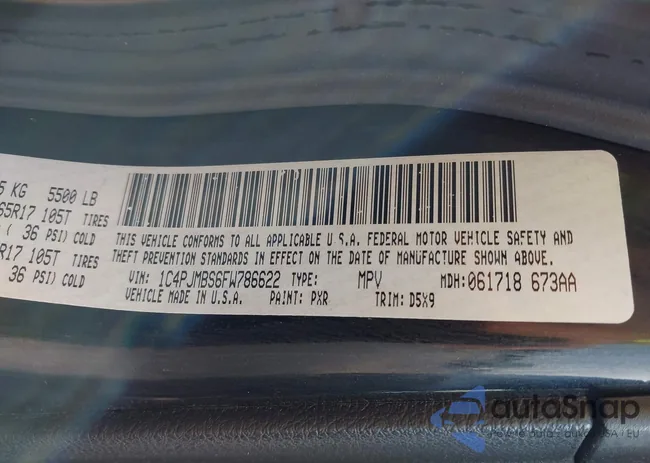 5 KG 5500 LB
65R17 105T TIRES
( 36 PSI) COLD
R17 105T TIRES
36 PSI) COLD
THIS VEHICLE CONFORMS TO ALL APPLICABLE U.S.A. FEDERAL MOTOR VEHICLE SAFETY AND
THEFT PREVENTION STANDARDS IN EFFECT ON THE DATE OF MANUFACTURE SHOWN ABOVE.
VIN: 1C4PJMBS6FW786622 TYPE: MPV MDH: 061718 673AA
VEHICLE MADE IN U.S.A. PAINT: PXR TRIM: D5X9
autoSnap